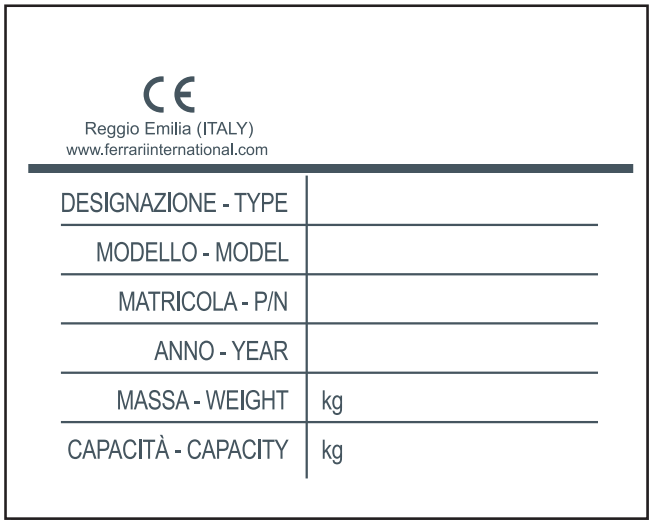 CE
Reggio Emilia (ITALY)
www.ferrariinternational.com
DESIGNAZIONE - TYPE
MODELLO - MODEL
MATRICOLA - P/N
ANNO - YEAR
MASSA - WEIGHT kg
CAPACITÀ - CAPACITY kg